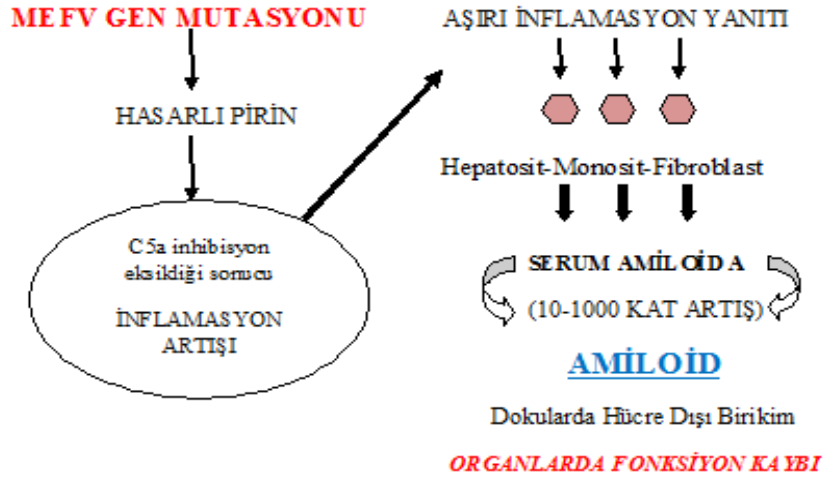 MEFV GEN MUTASYONU
HASARLI PİRİN
C5a inhibisyon
eksikliği sonucu
İNFLAMASYON
ARTIŞI
AŞIRI İNFLAMASYON YANITI
Hepatosit-Monosit-Fibroblast
SERUM AMİLOİD A
(10-1000 KAT ARTIŞ)
AMİLOİD
Dokularda Hücre Dışı Birikim
ORGANLARDA FONKSİYON KAYBI